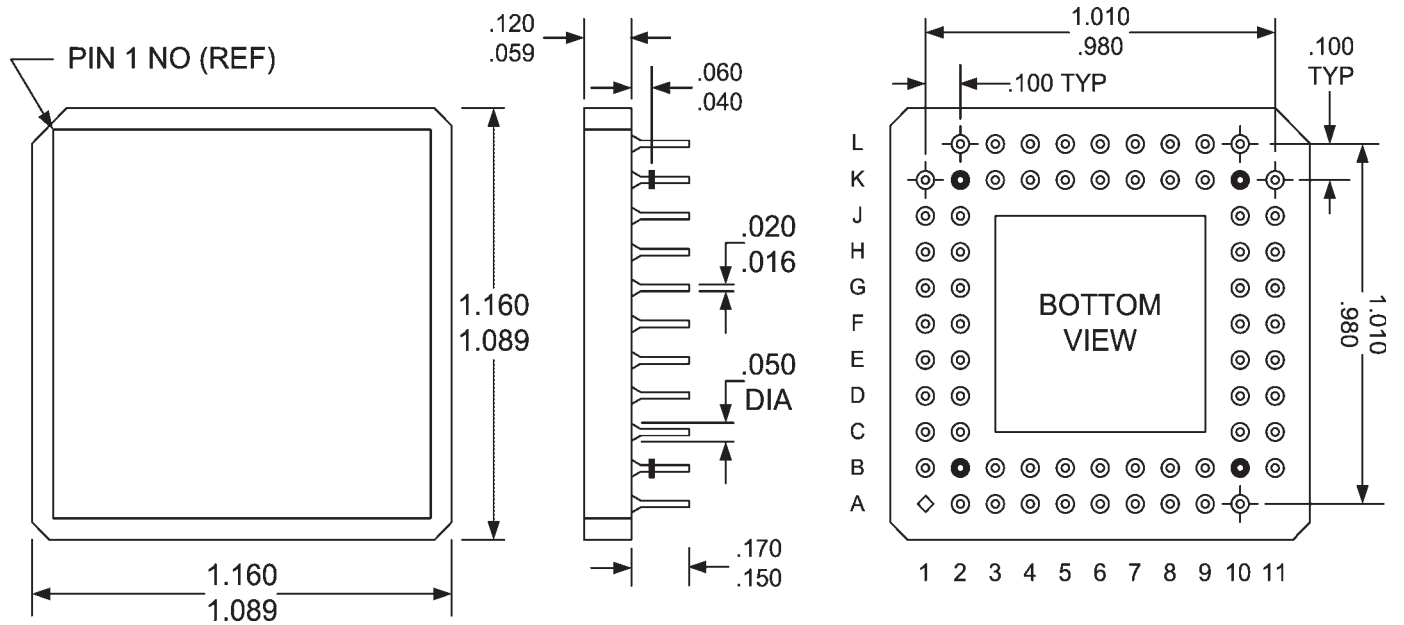 PIN 1 NO (REF)
1.160
1.089
1.160
1.089
.120
.059
.060
.040
.020
.016
.050
DIA
.170
.150
1.010
.980
.100 TYP
.100
TYP
1.010
.980
L
K
J
H
G
F
E
D
C
B
A
BOTTOM
VIEW
1 2 3 4 5 6 7 8 9 10 11